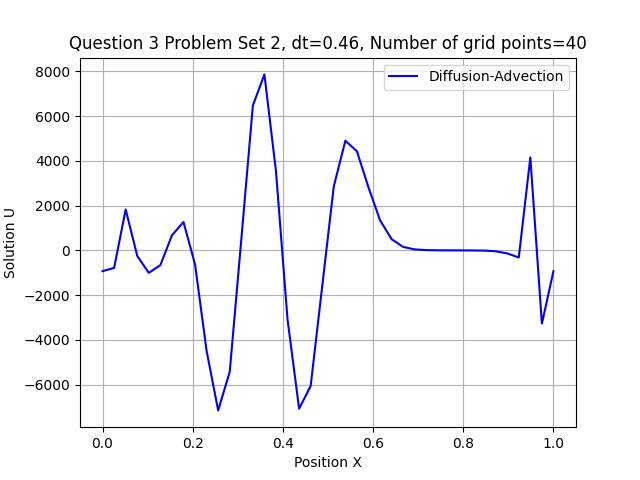 Question 3 Problem Set 2, dt=0.46, Number of grid points=40
Diffusion-Advection
8000
6000
4000
2000
0
−2000
−4000
−6000
Solution U
0.0 0.2 0.4 0.6 0.8 1.0
Position X